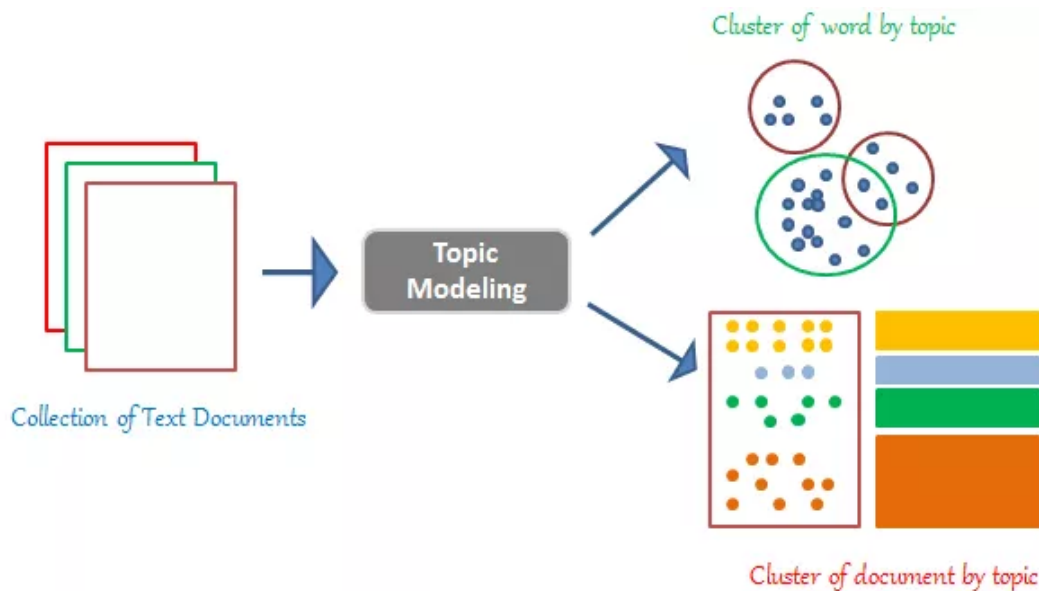 Cluster of word by topic
Topic
Modeling
Collection of Text Documents
Cluster of document by topic